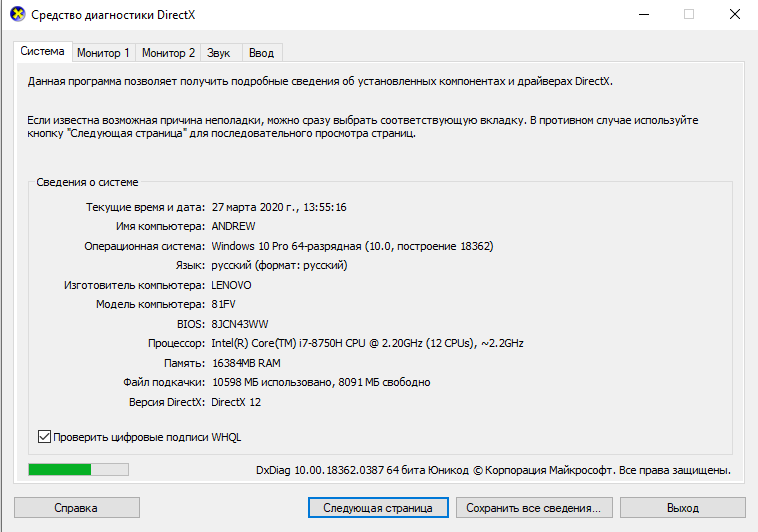 Средство диагностики DirectX
Система Монитор 1 Монитор 2 Звук Ввод
Данная программа позволяет получить подробные сведения об установленных компонентах и драйверах DirectX.
Если известна возможная причина неполадки, можно сразу выбрать соответствующую вкладку. В противном случае используйте
кнопку "Следующая страница" для последовательного просмотра страниц.
Сведения о системе
Текущие время и дата: 27 марта 2020 г., 13:55:16
Имя компьютера: ANDREW
Операционная система: Windows 10 Pro 64-разрядная (10.0, построение 18362)
Язык: русский (формат: русский)
Изготовитель компьютера: LENOVO
Модель компьютера: 81FV
BIOS: 8JCN43WW
Процессор: Intel(R) Core(TM) i7-8750H CPU @ 2.20GHz (12 CPUs), ~2.2GHz
Память: 16384MB RAM
Файл подкачки: 10598 МБ использовано, 8091 МБ свободно
Версия DirectX: DirectX 12
Проверить цифровые подписи WHQL
DxDiag 10.00.18362.0387 64 бита Юникод © Корпорация Майкрософт. Все права защищены.
Справка Следующая страница Сохранить все сведения... Выход